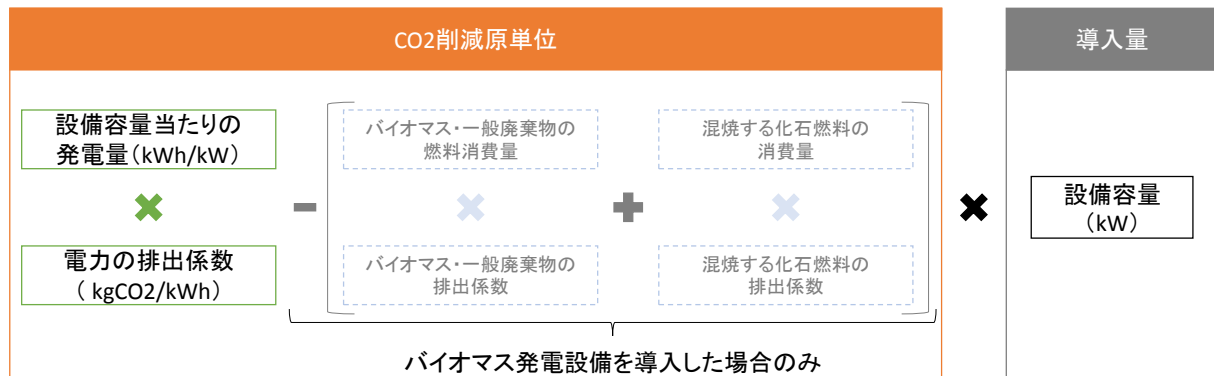 CO2削減原単位
導入量
設備容量当たりの
発電量（kWh/kW）
電力の排出係数
（ kgCO2/kWh）
バイオマス・一般廃棄物の
燃料消費量
バイオマス・一般廃棄物の
排出係数
混焼する化石燃料の
消費量
混焼する化石燃料の
排出係数
設備容量
（kW）
バイオマス発電設備を導入した場合のみ